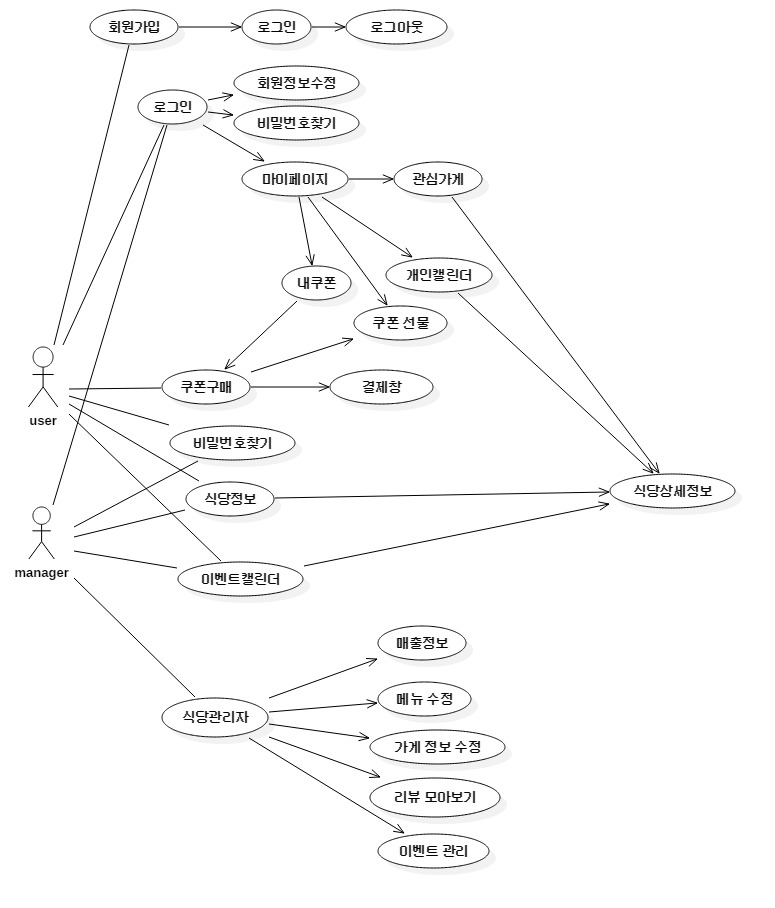 회원가입
로그인
로그아웃
회원정보수정
로그인
비밀번호찾기
마이페이지
관심가게
내쿠폰
개인캘린더
쿠폰 선물
쿠폰구매
결제창
user
비밀번호찾기
식당정보
식당상세정보
manager
이벤트캘린더
매출정보
메뉴 수정
식당관리자
가게 정보 수정
리뷰 모아보기
이벤트 관리